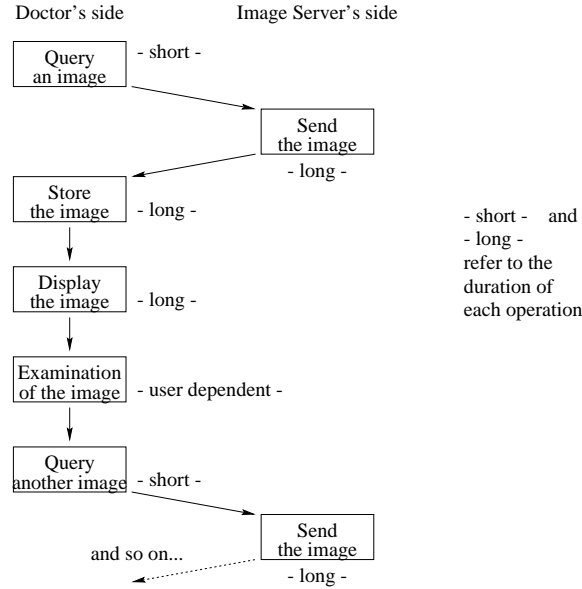 Doctor's side
Image Server's side
Query
an image
- short -
Send
the image
- long -
Store
the image
- long -
- short - and
- long -
refer to the
duration of
each operation
Display
the image
- long -
Examination
of the image
- user dependent -
Query
another image
- short -
Send
the image
- long -
and so on...